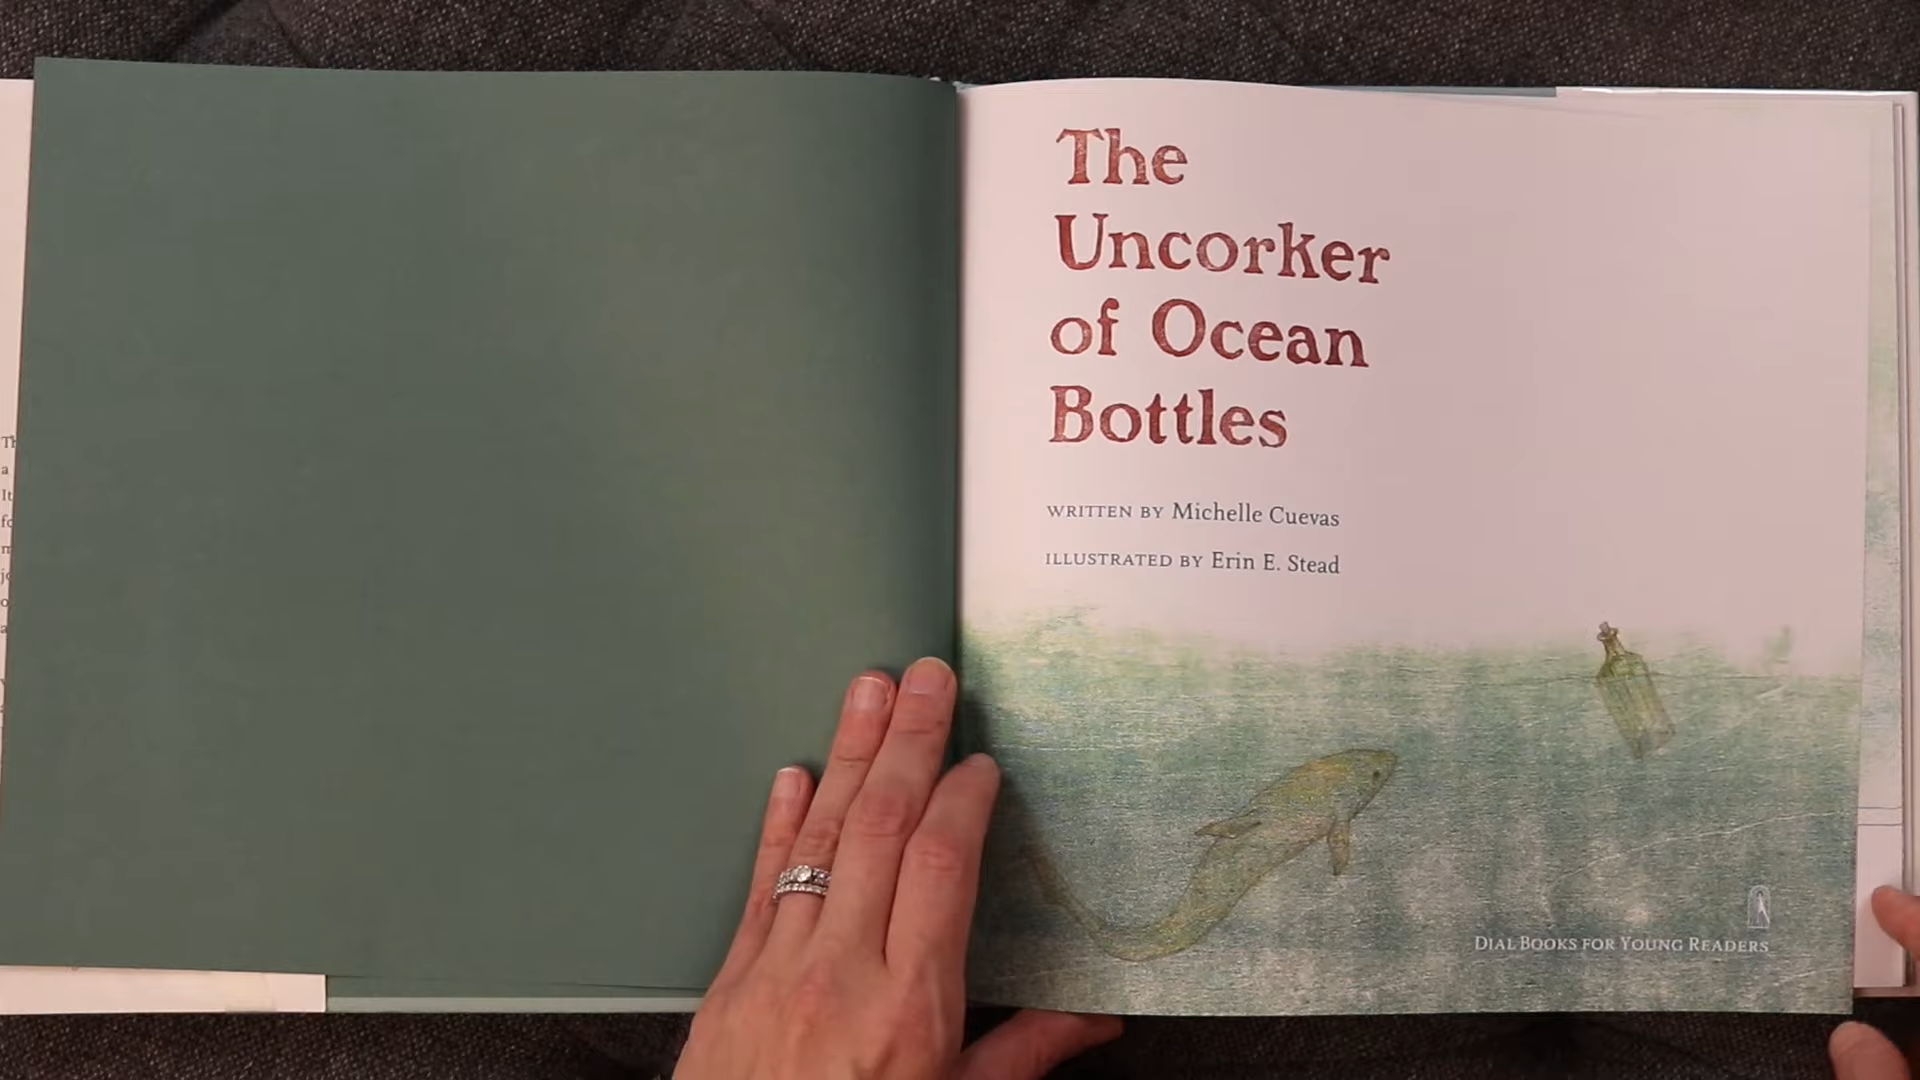 The
Uncorker
of Ocean
Bottles
WRITTEN BY Michelle Cuevas
ILLUSTRATED BY Erin E. Stead
DIAL BOOKS FOR YOUNG READERS